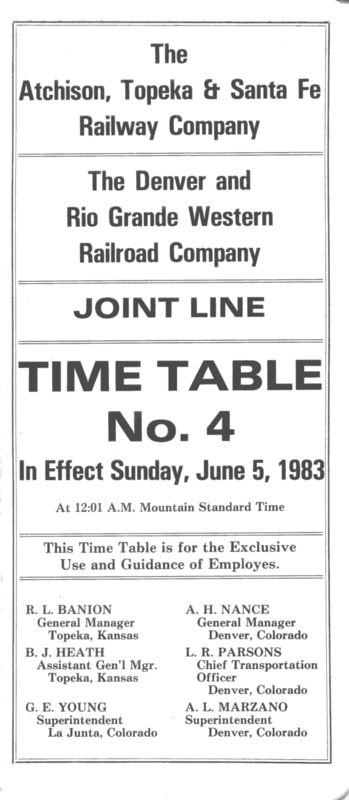 The
Atchison, Topeka & Santa Fe
Railway Company
The Denver and
Rio Grande Western
Railroad Company
JOINT LINE
TIME TABLE
No. 4
In Effect Sunday, June 5, 1983
At 12:01 A.M. Mountain Standard Time
This Time Table is for the Exclusive
Use and Guidance of Employes.
R. L. BANION
General Manager
Topeka, Kansas
B. J. HEATH
Assistant Gen'l Mgr.
Topeka, Kansas
G. E. YOUNG
Superintendent
La Junta, Colorado
A. H. NANCE
General Manager
Denver, Colorado
L. R. PARSONS
Chief Transportation
Officer
Denver, Colorado
A. L. MARZANO
Superintendent
Denver, Colorado